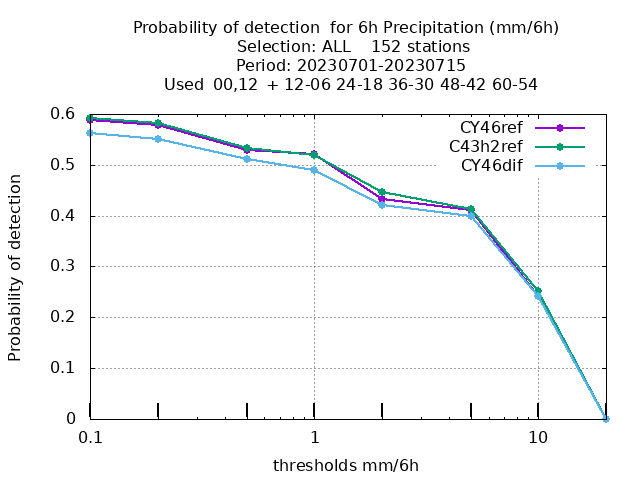 Probability of detection  for 6h Precipitation (mm/6h)
Selection: ALL    152 stations
Period: 20230701-20230715
Used  00,12  + 12-06 24-18 36-30 48-42 60-54
CY46ref
C43h2ref
CY46dif
Probability of detection
0.6
0.5
0.4
0.3
0.2
0.1
0
0.1 1 10
thresholds mm/6h